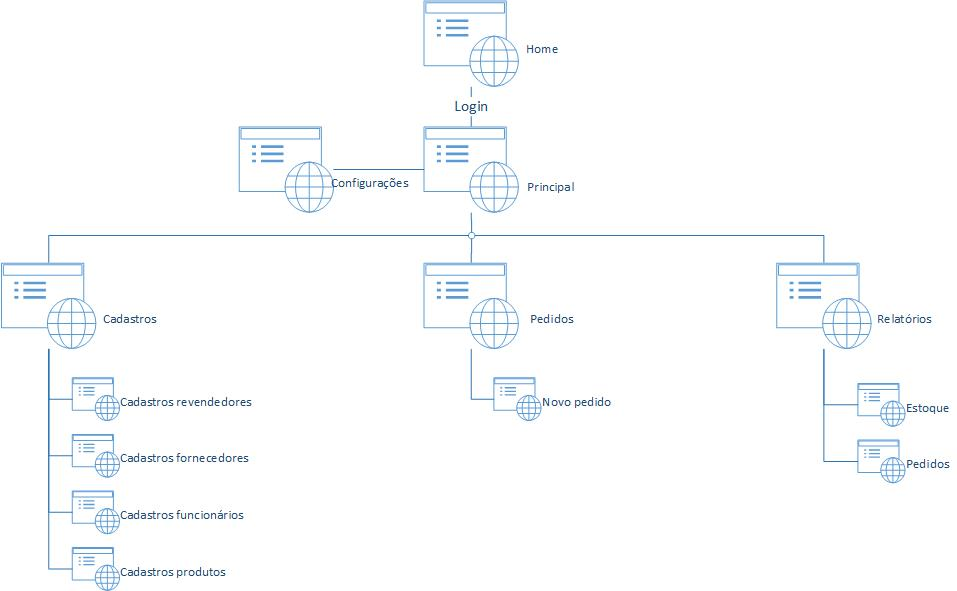 Home
Login
Configurações
Principal
Cadastros
Pedidos
Relatórios
Cadastros revendedores
Novo pedido
Estoque
Cadastros fornecedores
Pedidos
Cadastros funcionários
Cadastros produtos